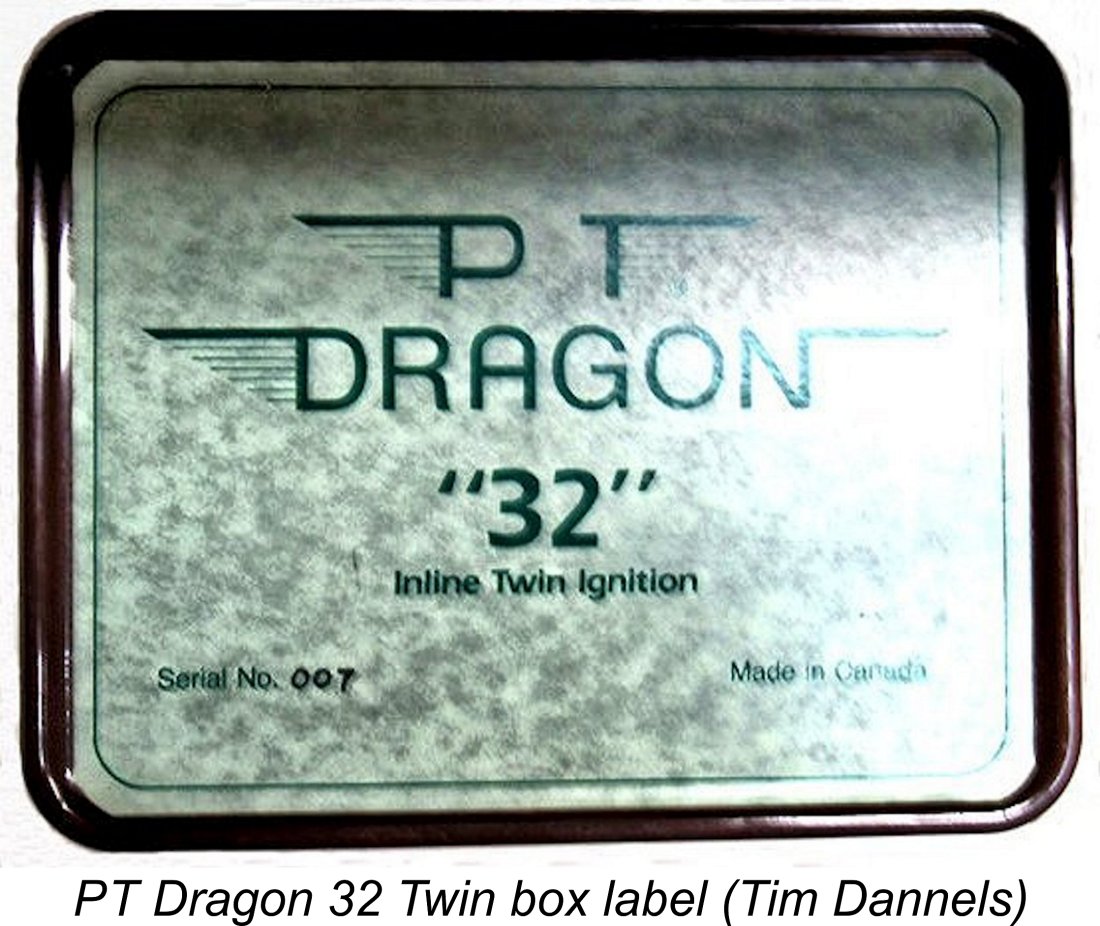 PT
DRAGON
“32”
Inline Twin Ignition
Serial No. 007
Made in Canada
PT Dragon 32 Twin box label (Tim Dannels)